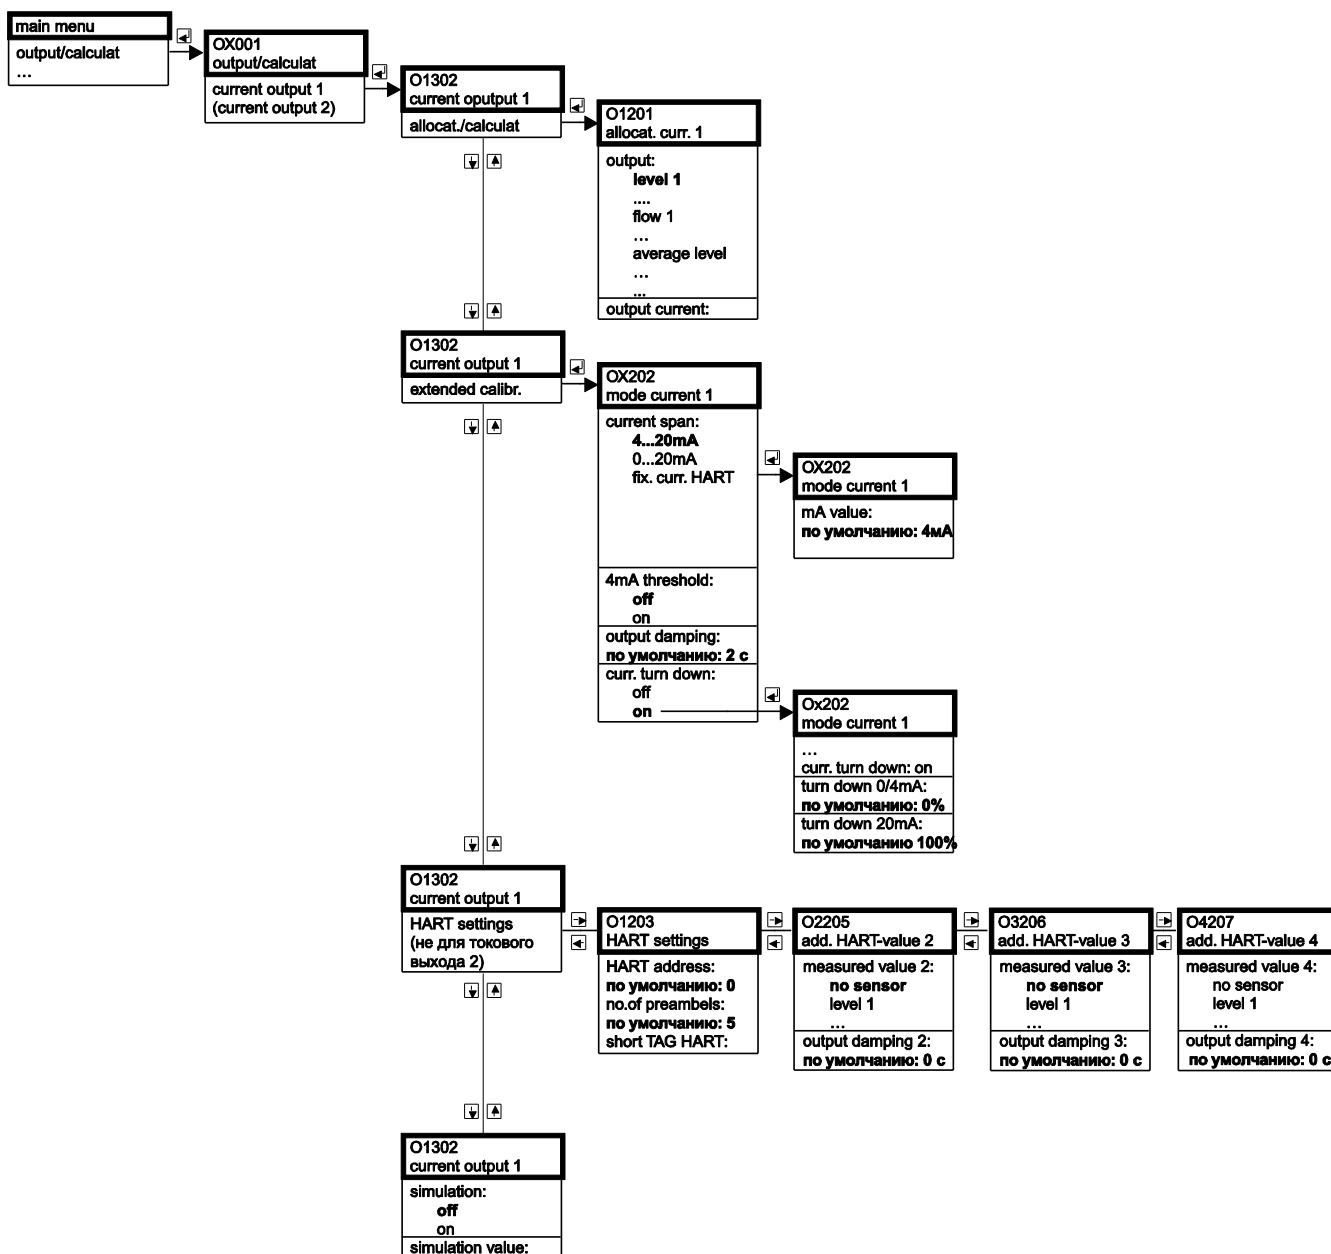 main menu
output/calculat
...
OX001
output/calculat
current output 1
(current output 2)
O1302
current oputput 1
allocat./calculat
O1201
allocat. curr. 1
output:
level 1
....
flow 1
...
average level
...
...
output current:
O1302
current output 1
extended calibr.
OX202
mode current 1
current span:
4...20mA
0...20mA
fix. curr. HART
4mA threshold:
off
on
output damping:
по умолчанию: 2 с
curr. turn down:
off
on
OX202
mode current 1
mA value:
по умолчанию: 4мА
Ox202
mode current 1
...
curr. turn down: on
turn down 0/4mA:
по умолчанию: 0%
turn down 20mA:
по умолчанию 100%
O1302
current output 1
HART settings
(не для токового
выхода 2)
O1203
HART settings
HART address:
по умолчанию: 0
no.of preambels:
по умолчанию: 5
short TAG HART:
O2205
add. HART-value 2
measured value 2:
no sensor
level 1
...
output damping 2:
по умолчанию: 0 с
O3206
add. HART-value 3
measured value 3:
no sensor
level 1
...
output damping 3:
по умолчанию: 0 с
O4207
add. HART-value 4
measured value 4:
no sensor
level 1
...
output damping 4:
по умолчанию: 0 с
O1302
current output 1
simulation:
off
on
simulation value: